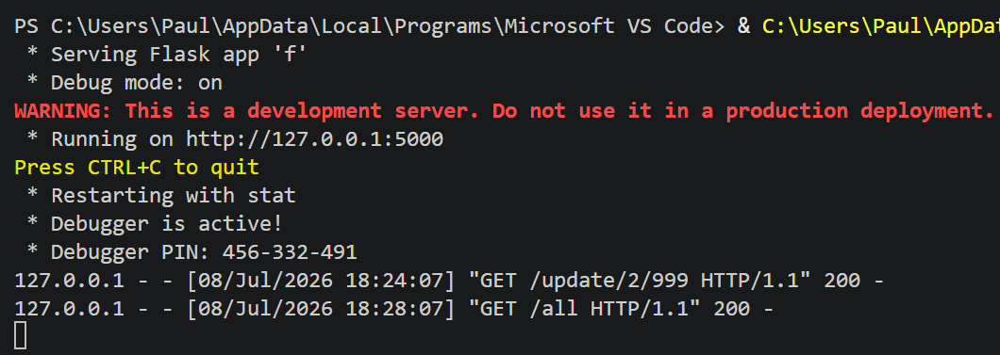 PS C:\Users\Paul\AppData\Local\Programs\Microsoft VS Code> & C:\Users\Paul\AppDat
* Serving Flask app 'f'
* Debug mode: on
WARNING: This is a development server. Do not use it in a production deployment.
* Running on http://127.0.0.1:5000
Press CTRL+C to quit
* Restarting with stat
* Debugger is active!
* Debugger PIN: 456-332-491
127.0.0.1 - - [08/Jul/2026 18:24:07] "GET /update/2/999 HTTP/1.1" 200 -
127.0.0.1 - - [08/Jul/2026 18:28:07] "GET /all HTTP/1.1" 200 -